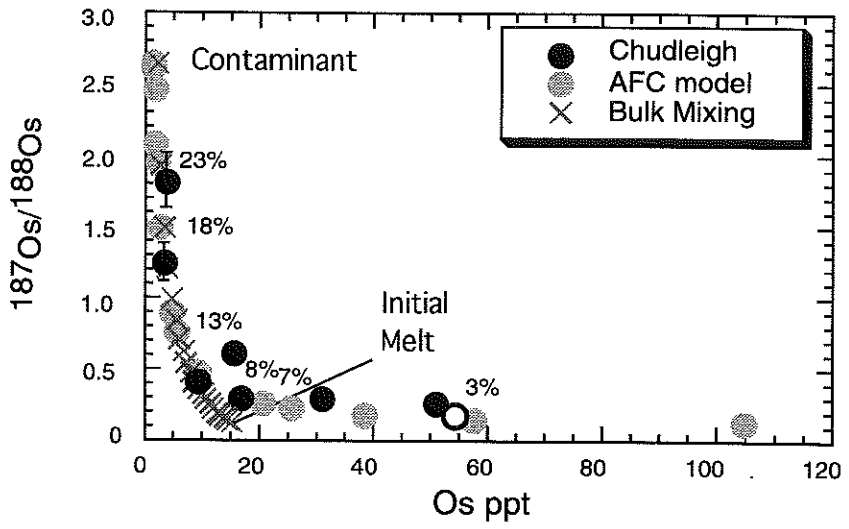 3.0
2.5
2.0
1.5
1.0
0.5
0
187Os/188Os
Contaminant
Chudleigh
AFC model
Bulk Mixing
23%
18%
13%
Initial
Melt
8%
7%
3%
0
20
40
60
80
100
120
Os ppt